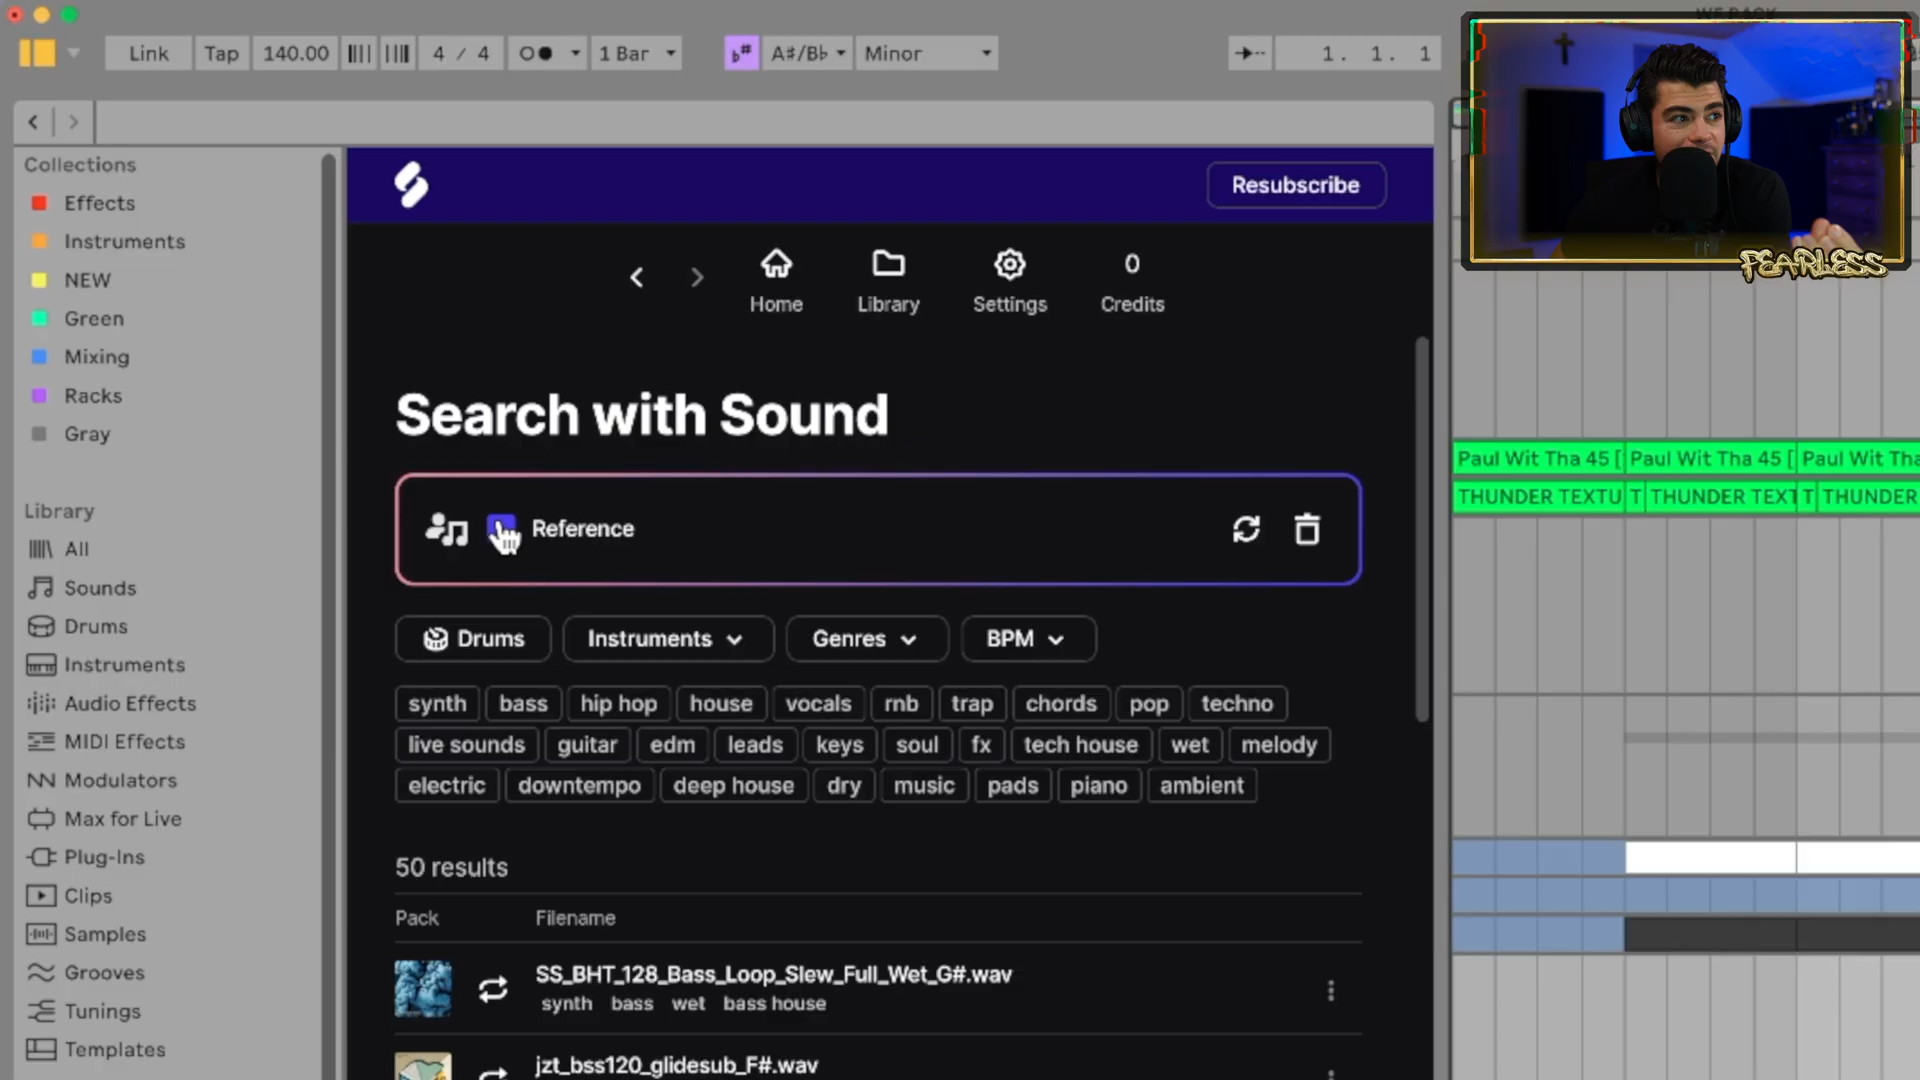 Link Tap 140.00 4 / 4 1 Bar A#/Bb Minor 1. 1. 1
FEARLESS
Collections
Effects
Instruments
NEW
Green
Mixing
Racks
Gray
Library
All
Sounds
Drums
Instruments
Audio Effects
MIDI Effects
Modulators
Max for Live
Plug-Ins
Clips
Samples
Grooves
Tunings
Templates
Resubscribe
Home Library Settings 0 Credits
Search with Sound
Reference
Drums Instruments Genres BPM
synth bass hip hop house vocals rnb trap chords pop techno
live sounds guitar edm leads keys soul fx tech house wet melody
electric downtempo deep house dry music pads piano ambient
50 results
Pack Filename
SS_BHT_128_Bass_Loop_Slew_Full_Wet_G#.wav
synth bass wet bass house
jzt_bss120_glidesub_F#.wav
Paul Wit Tha 45 [ Paul Wit Tha 45 [ Paul Wit Tha
THUNDER TEXTU T THUNDER TEXT T THUNDER